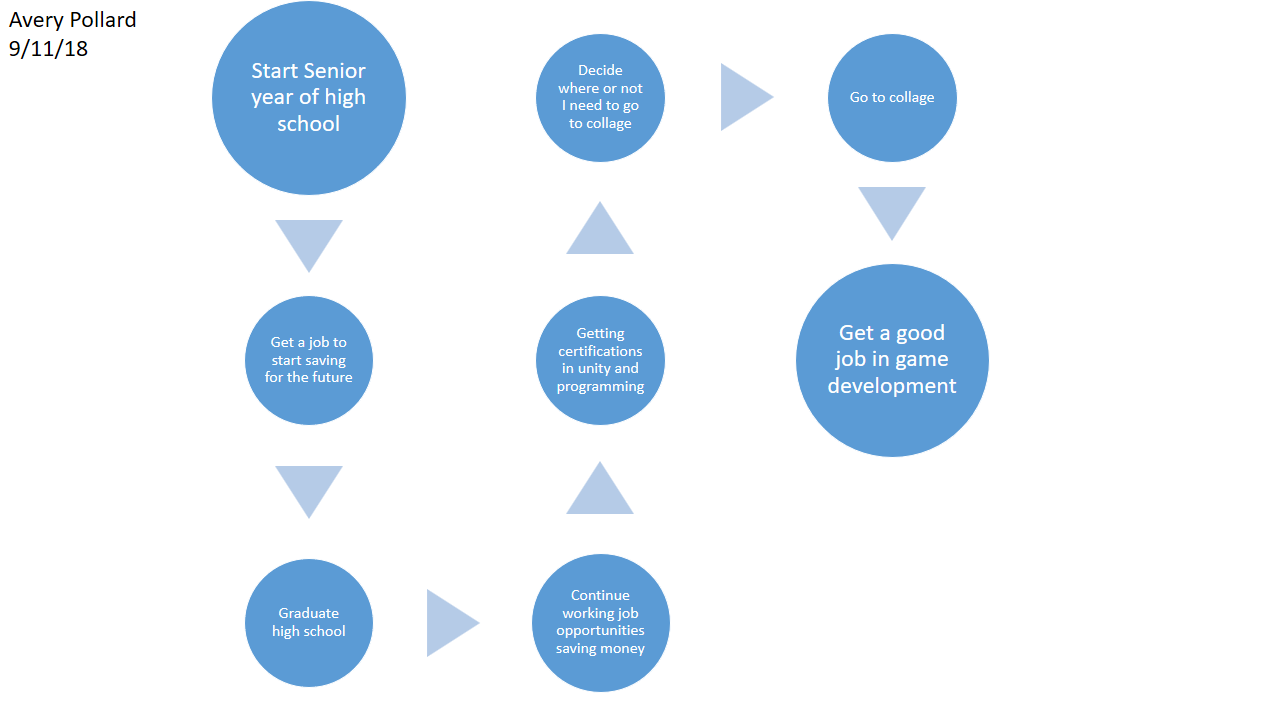 Avery Pollard
9/11/18
Start Senior
year of high
school
Get a job to
start saving
for the future
Graduate
high school
Continue
working job
opportunities
saving money
Getting
certifications
in unity and
programming
Decide
where or not
I need to go
to collage
Go to collage
Get a good
job in game
development